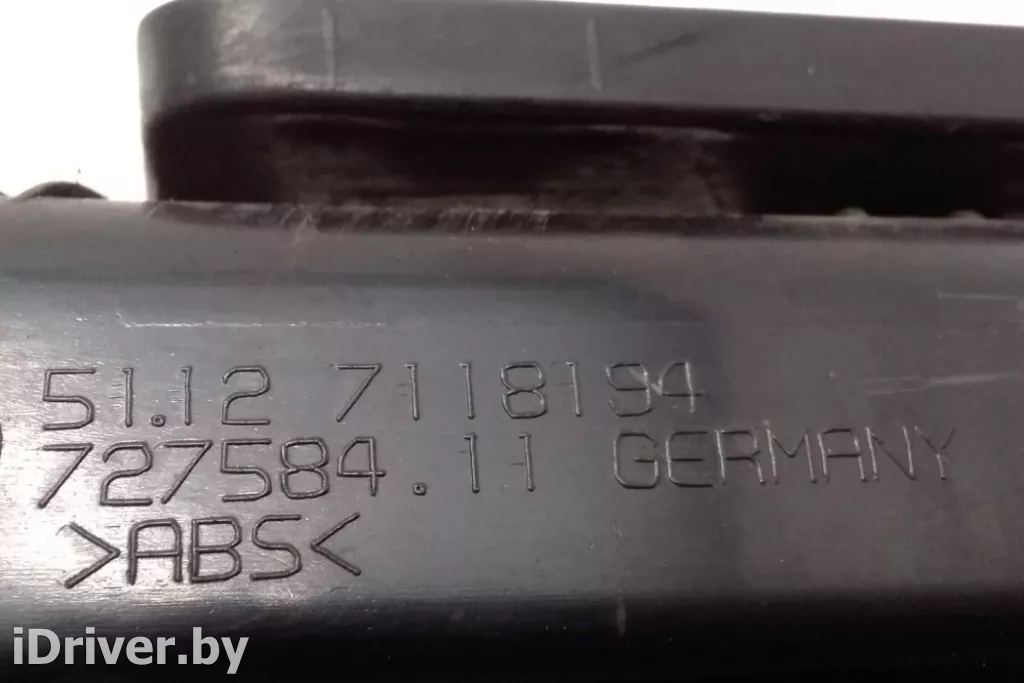 51.12 7118194
727584.11 GERMANY
>ABS<
iDriver.by